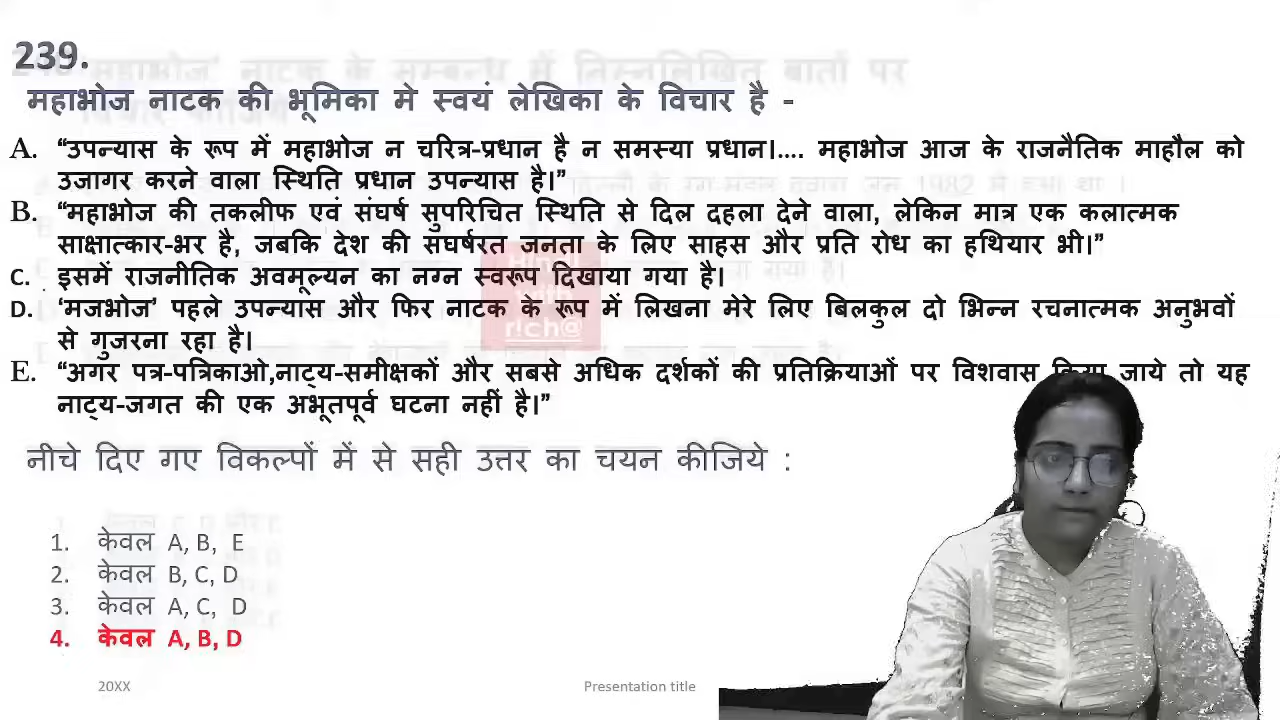 239.
महाभोज नाटक की भूमिका मे स्वयं लेखिका के विचार है -
A. “उपन्यास के रूप में महाभोज न चरित्र-प्रधान है न समस्या प्रधान।.... महाभोज आज के राजनैतिक माहौल को
उजागर करने वाला स्थिति प्रधान उपन्यास है।”
B. “महाभोज की तकलीफ एवं संघर्ष सुपरिचित स्थिति से दिल दहला देने वाला, लेकिन मात्र एक कलात्मक
साक्षात्कार-भर है, जबकि देश की संघर्षरत जनता के लिए साहस और प्रति रोध का हथियार भी।”
C. इसमें राजनीतिक अवमूल्यन का नग्न स्वरूप दिखाया गया है।
D. ‘मजभोज’ पहले उपन्यास और फिर नाटक के रूप में लिखना मेरे लिए बिलकुल दो भिन्न रचनात्मक अनुभवों
से गुजरना रहा है।
E. “अगर पत्र-पत्रिकाओ,नाट्य-समीक्षकों और सबसे अधिक दर्शकों की प्रतिक्रियाओं पर विशवास किया जाये तो यह
नाट्य-जगत की एक अभूतपूर्व घटना नहीं है।”
नीचे दिए गए विकल्पों में से सही उत्तर का चयन कीजिये :
1. केवल A, B, E
2. केवल B, C, D
3. केवल A, C, D
4. केवल A, B, D
20XX Presentation title
Hindi
with
r!ch@